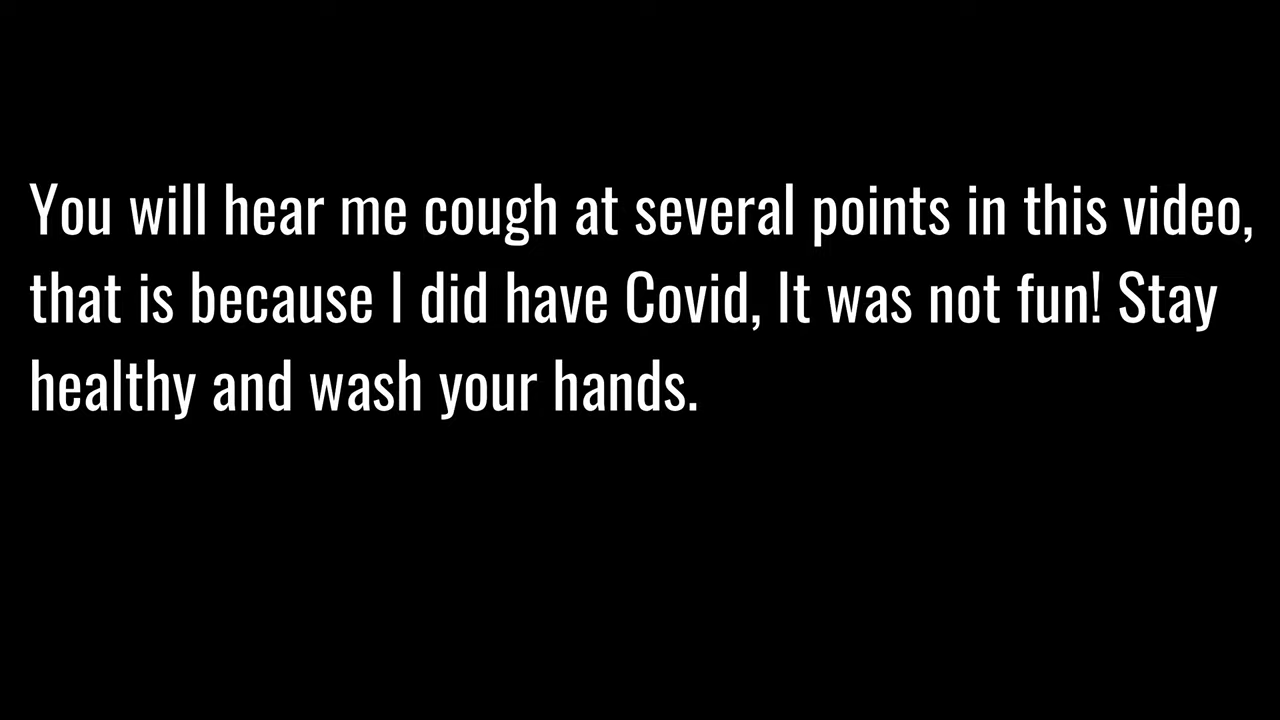 You will hear me cough at several points in this video,
that is because I did have Covid, It was not fun! Stay
healthy and wash your hands.